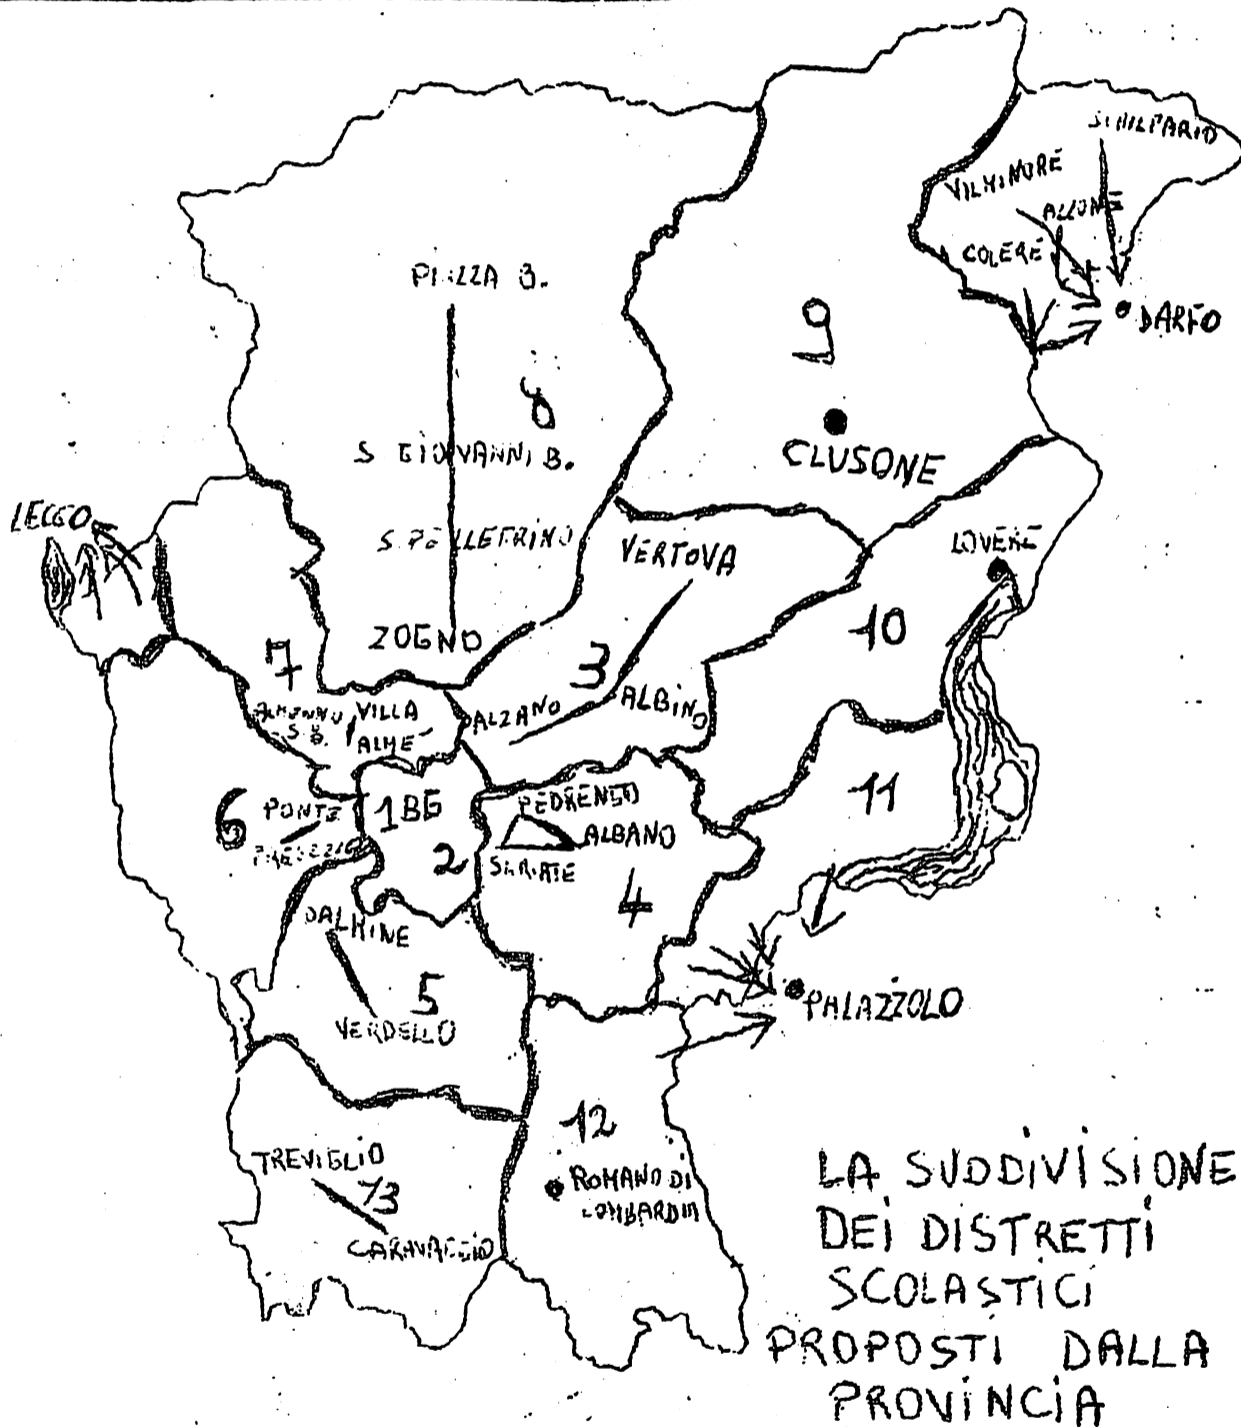 SCHILPARIO
VILMINORE
COLERE
DARFO
PIAZZA B.
8
9
S GIOVANNI B.
CLUSONE
LECCO
S. PELLEGRINO
VERTOVA
LOVERE
ZOGNO
10
7
3
ALZANO
ALBINO
ALMENNO
S. B.
VILLA
ALME'
11
6
PONTE
1 BG
2
PEDRENGO
ALBANO
SERIATE
4
DALMINE
5
VERDELLO
PALAZZOLO
12
TREVIGLIO
13
CARAVAGGIO
ROMANO DI
LOMBARDIA
LA SUDDIVISIONE
DEI DISTRETTI
SCOLASTICI
PROPOSTI DALLA
PROVINCIA